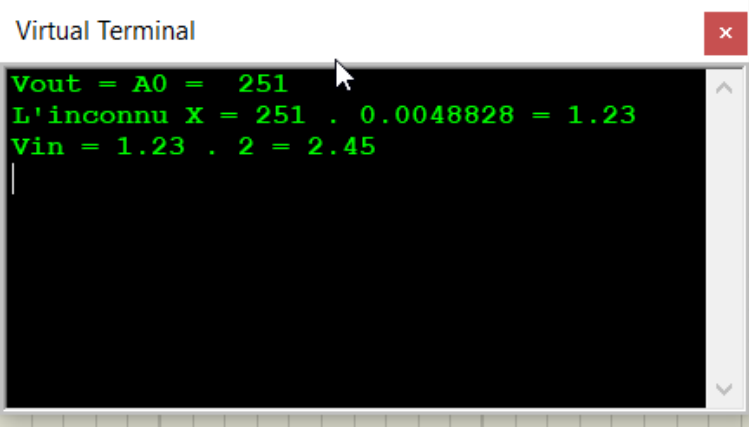 Virtual Terminal
Vout = A0 =  251
L'inconnu X = 251 . 0.0048828 = 1.23
Vin = 1.23 . 2 = 2.45